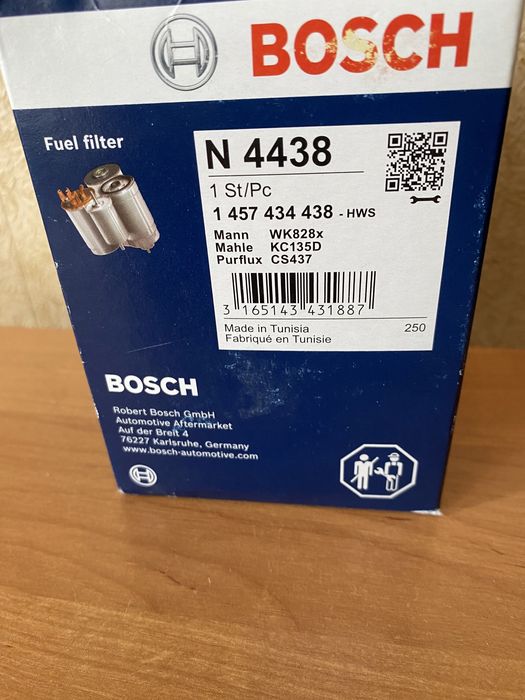 BOSCH
Fuel filter
N 4438
1 St/Pc
1 457 434 438 - HWS
Mann WK828x
Mahle KC135D
Purflux CS437
3 165143 431887
Made in Tunisia 250
Fabriqué en Tunisie
BOSCH
Robert Bosch GmbH
Automotive Aftermarket
Auf der Breit 4
76227 Karlsruhe, Germany
www.bosch-automotive.com